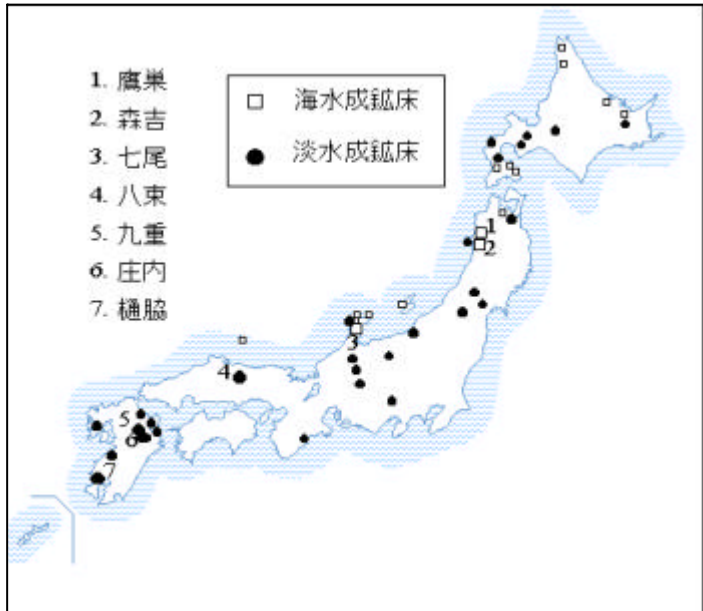 1. 鷹巣
2. 森吉
3. 七尾
4. 八束
5. 九重
6. 庄内
7. 樋脇
□ 海水成鉱床
● 淡水成鉱床
1
2
3
4
5
6
7